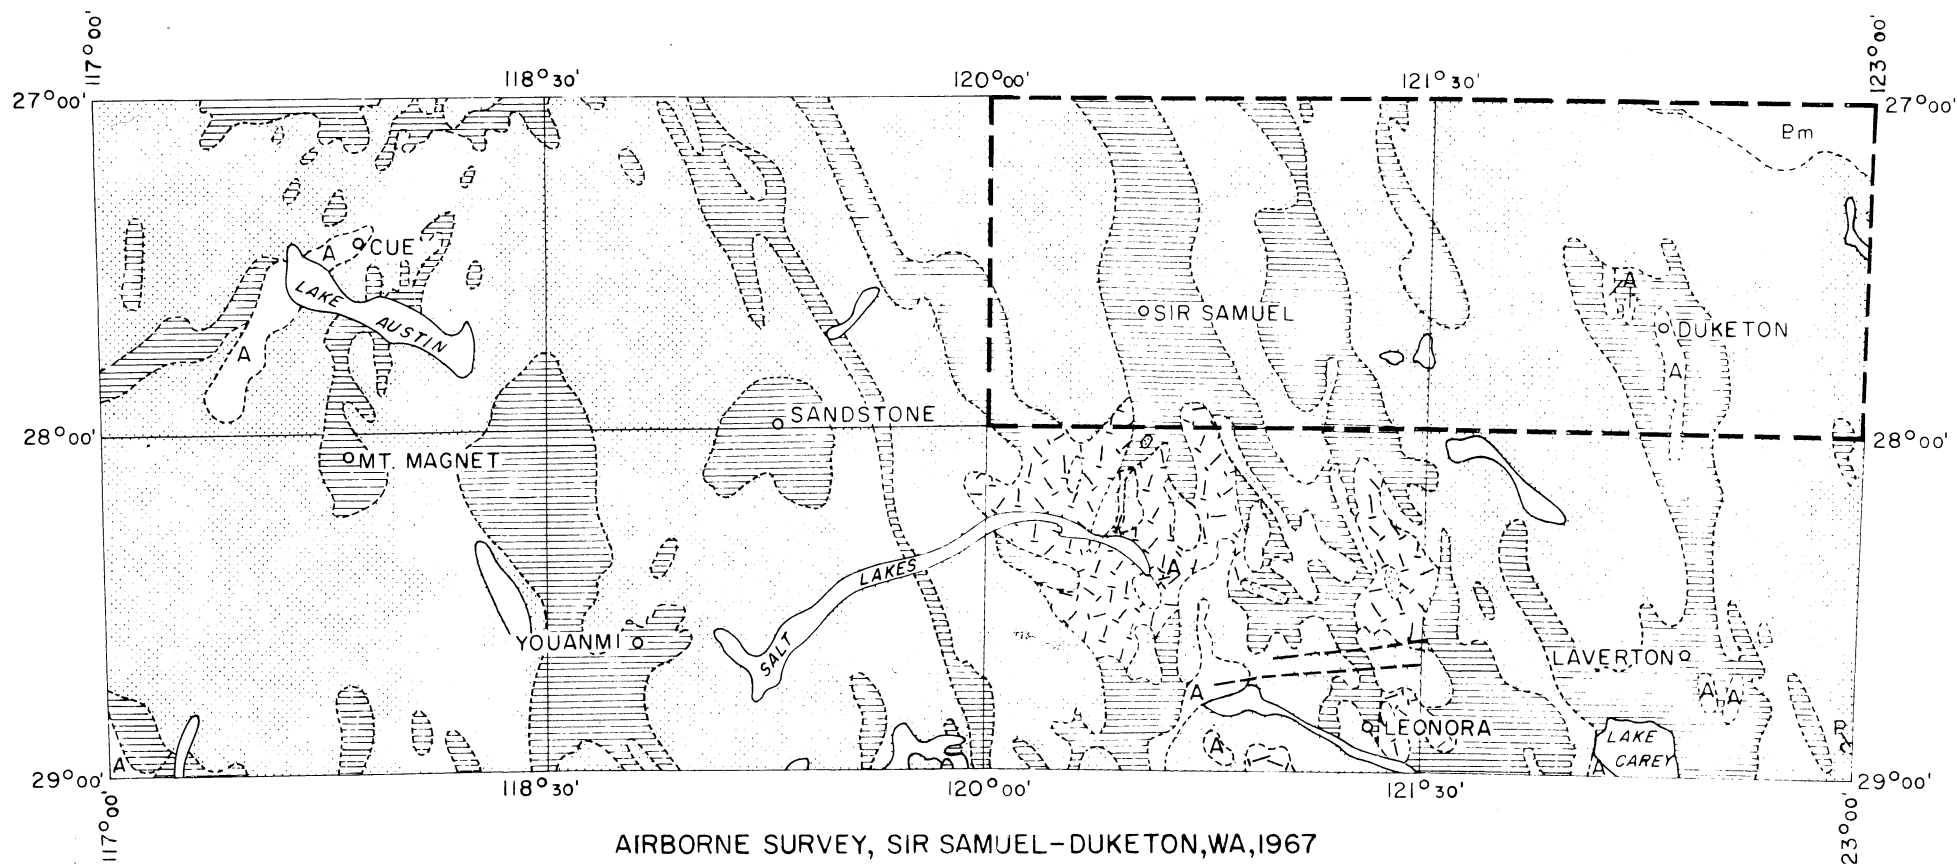 117°00'
118°30'
120°00'
121°30'
123°00'
27°00'
27°00'
Pm
CUE
A
LAKE AUSTIN
A
SIR SAMUEL
A
DUKETON
A
SANDSTONE
28°00'
28°00'
MT. MAGNET
A
SALT LAKES
YOUANMI
LAVERTON
A
A
A
LEONORA
A
LAKE
CAREY
A
P
A
29°00'
29°00'
117°00'
118°30'
120°00'
121°30'
123°00'
AIRBORNE SURVEY, SIR SAMUEL-DUKETON, WA, 1967